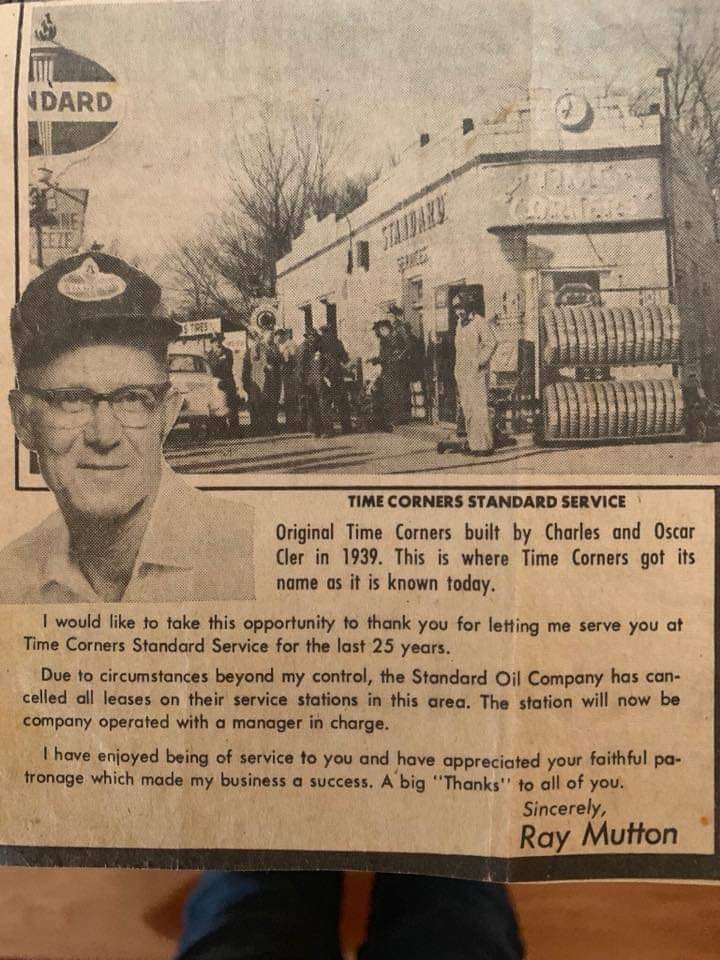 NDARD
STANDARD
SERVICE
TIME
CORNERS
S TIRES
TIME CORNERS STANDARD SERVICE
Original Time Corners built by Charles and Oscar
Cler in 1939. This is where Time Corners got its
name as it is known today.
I would like to take this opportunity to thank you for letting me serve you at
Time Corners Standard Service for the last 25 years.
Due to circumstances beyond my control, the Standard Oil Company has can-
celled all leases on their service stations in this area. The station will now be
company operated with a manager in charge.
I have enjoyed being of service to you and have appreciated your faithful pa-
tronage which made my business a success. A big "Thanks" to all of you.
Sincerely,
Ray Mutton